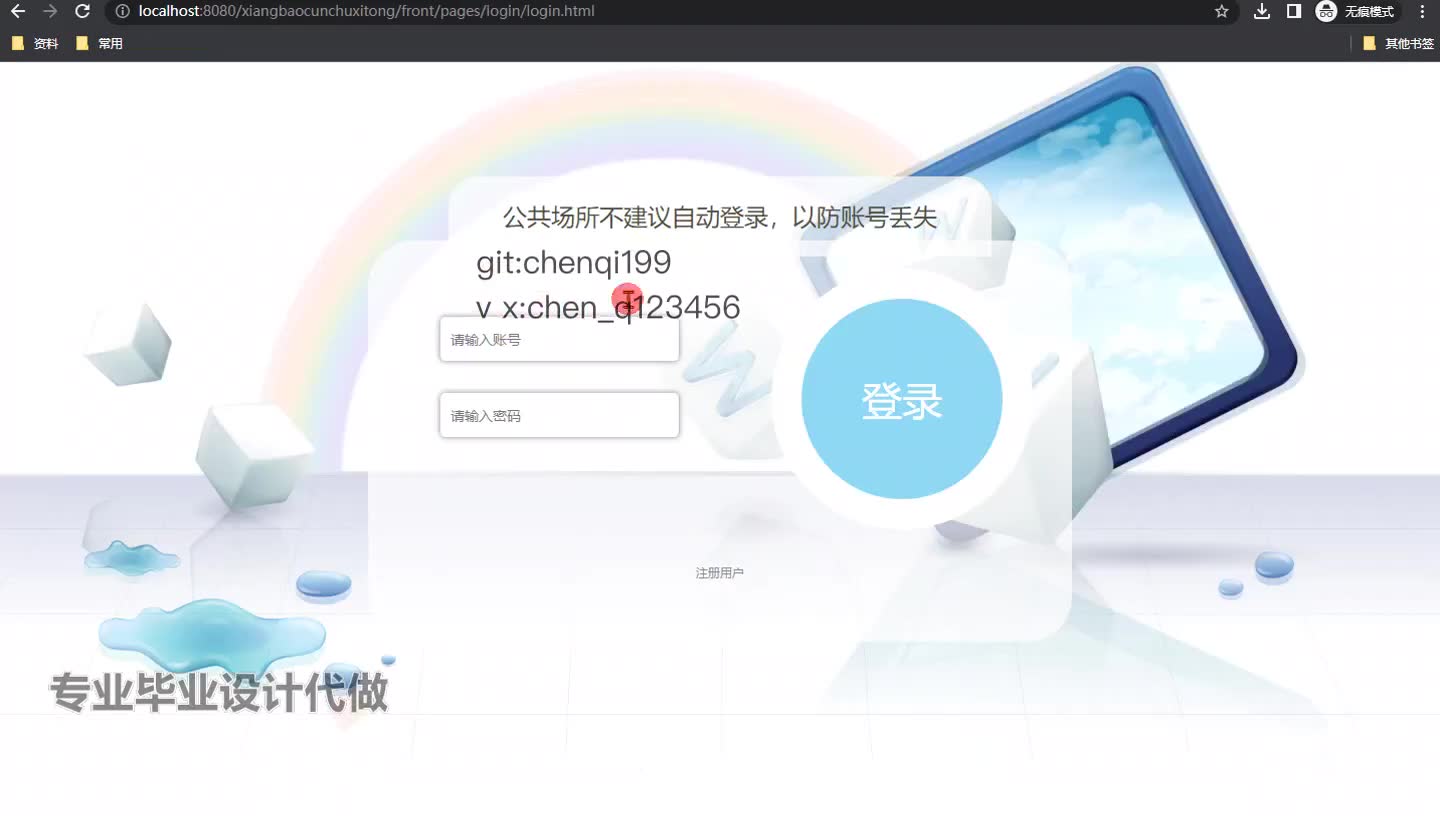 localhost:8080/xiangbaocunchuxitong/front/pages/login/login.html
无痕模式
资料
常用
其他书签
公共场所不建议自动登录，以防账号丢失
git:chenqi199
v x:chen_q123456
请输入账号
请输入密码
登录
注册用户
专业毕业设计代做